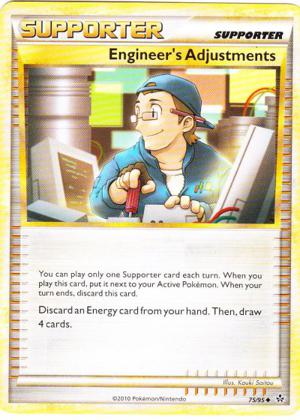 SUPPORTER SUPPORTER
Engineer's Adjustments
You can play only one Supporter card each turn. When you
play this card, put it next to your Active Pokémon. When your
turn ends, discard this card.
Discard an Energy card from your hand. Then, draw
4 cards.
Illus. Kouki Saitou
©2010 Pokémon/Nintendo 75/95